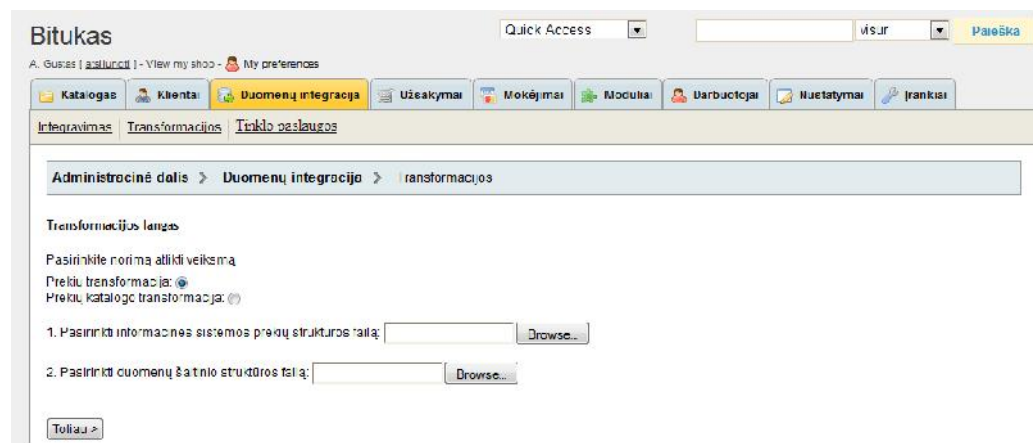 Bitukas
Quick Access
visur
Paieška
A. Gustas [ atsijungti ] - View my shop - My preferences
Katalogas
Klientai
Duomenų integracija
Užsakymai
Mokėjimai
Moduliai
Darbuotojai
Nustatymai
Įrankiai
Integravimas
Transformacijos
Tinklo paslaugos
Administracinė dalis > Duomenų integracija > Transformacijos
Transformacijos langas
Pasirinkite norimą atlikti veiksmą
Prekių transformacija:
Prekių katalogo transformacija:
1. Pasirinkti informacinės sistemos prekių struktūros failą:
Browse...
2. Pasirinkti duomenų šaltinio struktūros failą:
Browse...
Toliau >